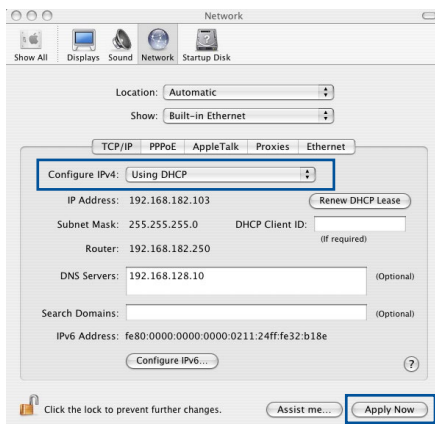 Network
Show All Displays Sound Network Startup Disk
Location: Automatic
Show: Built-in Ethernet
TCP/IP PPPoE AppleTalk Proxies Ethernet
Configure IPv4: Using DHCP
IP Address: 192.168.182.103 Renew DHCP Lease
Subnet Mask: 255.255.255.0 DHCP Client ID:
(If required)
Router: 192.168.182.250
DNS Servers: 192.168.128.10 (Optional)
Search Domains: (Optional)
IPv6 Address: fe80:0000:0000:0000:0211:24ff:fe32:b18e
Configure IPv6... ?
Click the lock to prevent further changes. Assist me... Apply Now